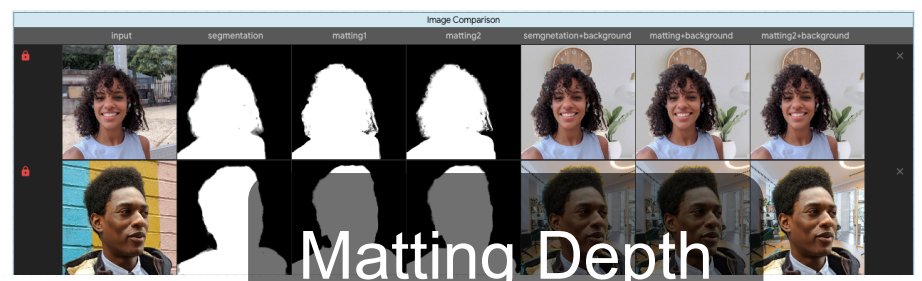 Image Comparison
input segmentation matting1 matting2 semgnetation+background matting+background matting2+background
Matting Depth